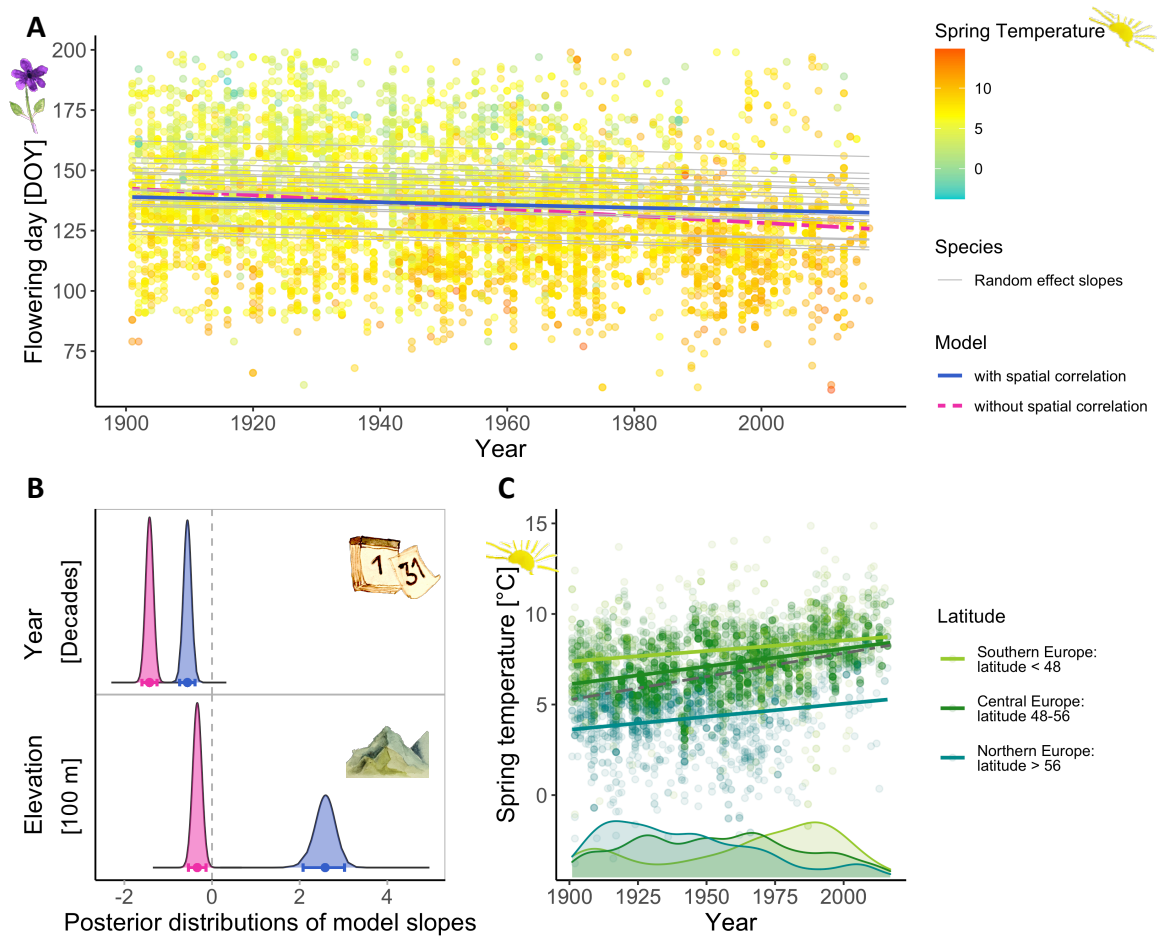 A
Flowering day [DOY]
200
175
150
125
100
75
1900
1920
1940
1960
1980
2000
Year
Spring Temperature
10
5
0
Species
Random effect slopes
Model
with spatial correlation
without spatial correlation
B
Year
[Decades]
1
31
Elevation
[100 m]
-2
0
2
4
Posterior distributions of model slopes
C
Spring temperature [°C]
15
10
5
0
1900
1925
1950
1975
2000
Year
Latitude
Southern Europe:
latitude < 48
Central Europe:
latitude 48-56
Northern Europe:
latitude > 56